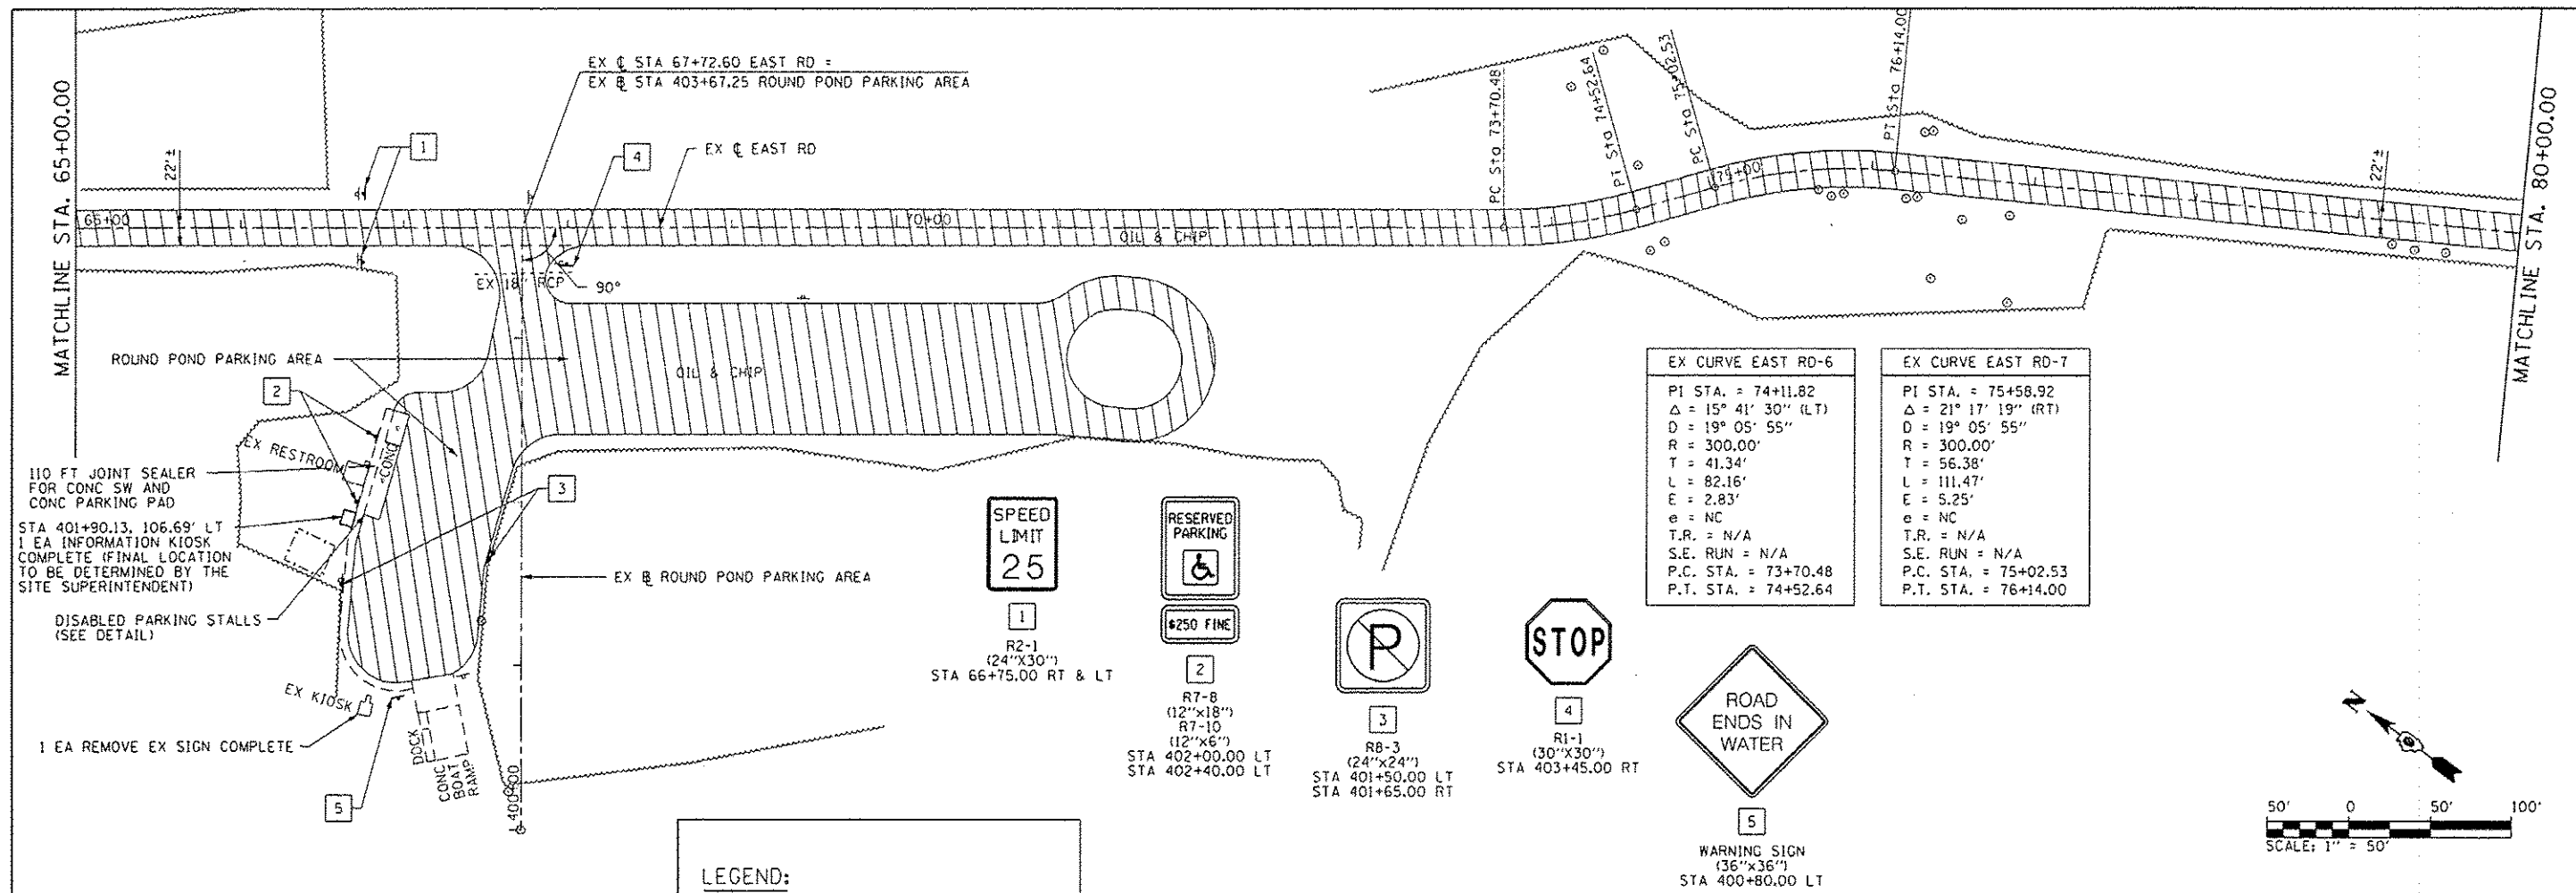 MATCHLINE STA. 65+00.00
22'±
EX ℄ STA 67+72.60 EAST RD =
EX B STA 403+67.25 ROUND POND PARKING AREA
1
4
EX ℄ EAST RD
65+00
70+00
OIL & CHIP
EX 18" RCP
90°
PC Sta 73+70.48
PT Sta 74+52.64
PC Sta 75+02.53
75+00
PT Sta 76+14.00
22'±
MATCHLINE STA. 80+00.00
ROUND POND PARKING AREA
OIL & CHIP
2
EX RESTROOM
CONC
110 FT JOINT SEALER
FOR CONC SW AND
CONC PARKING PAD
STA 401+90.13, 106.69' LT
1 EA INFORMATION KIOSK
COMPLETE (FINAL LOCATION
TO BE DETERMINED BY THE
SITE SUPERINTENDENT)
DISABLED PARKING STALLS
(SEE DETAIL)
3
EX B ROUND POND PARKING AREA
EX KIOSK
1 EA REMOVE EX SIGN COMPLETE
5
DOCK
CONC
BOAT
RAMP
400+00
SPEED
LIMIT
25
1
R2-1
(24"X30")
STA 66+75.00 RT & LT
RESERVED
PARKING
$250 FINE
2
R7-8
(12"x18")
R7-10
(12"x6")
STA 402+00.00 LT
STA 402+40.00 LT
P
3
R8-3
(24"x24")
STA 401+50.00 LT
STA 401+65.00 RT
STOP
4
R1-1
(30"X30")
STA 403+45.00 RT
ROAD
ENDS IN
WATER
5
WARNING SIGN
(36"x36")
STA 400+80.00 LT
EX CURVE EAST RD-6
PI STA. = 74+11.82
Δ = 15° 41' 30" (LT)
D = 19° 05' 55"
R = 300.00'
T = 41.34'
L = 82.16'
E = 2.83'
e = NC
T.R. = N/A
S.E. RUN = N/A
P.C. STA. = 73+70.48
P.T. STA. = 74+52.64
EX CURVE EAST RD-7
PI STA. = 75+58.92
Δ = 21° 17' 19" (RT)
D = 19° 05' 55"
R = 300.00'
T = 56.38'
L = 111.47'
E = 5.25'
e = NC
T.R. = N/A
S.E. RUN = N/A
P.C. STA. = 75+02.53
P.T. STA. = 76+14.00
N
50' 0 50' 100'
SCALE: 1" = 50'
LEGEND: